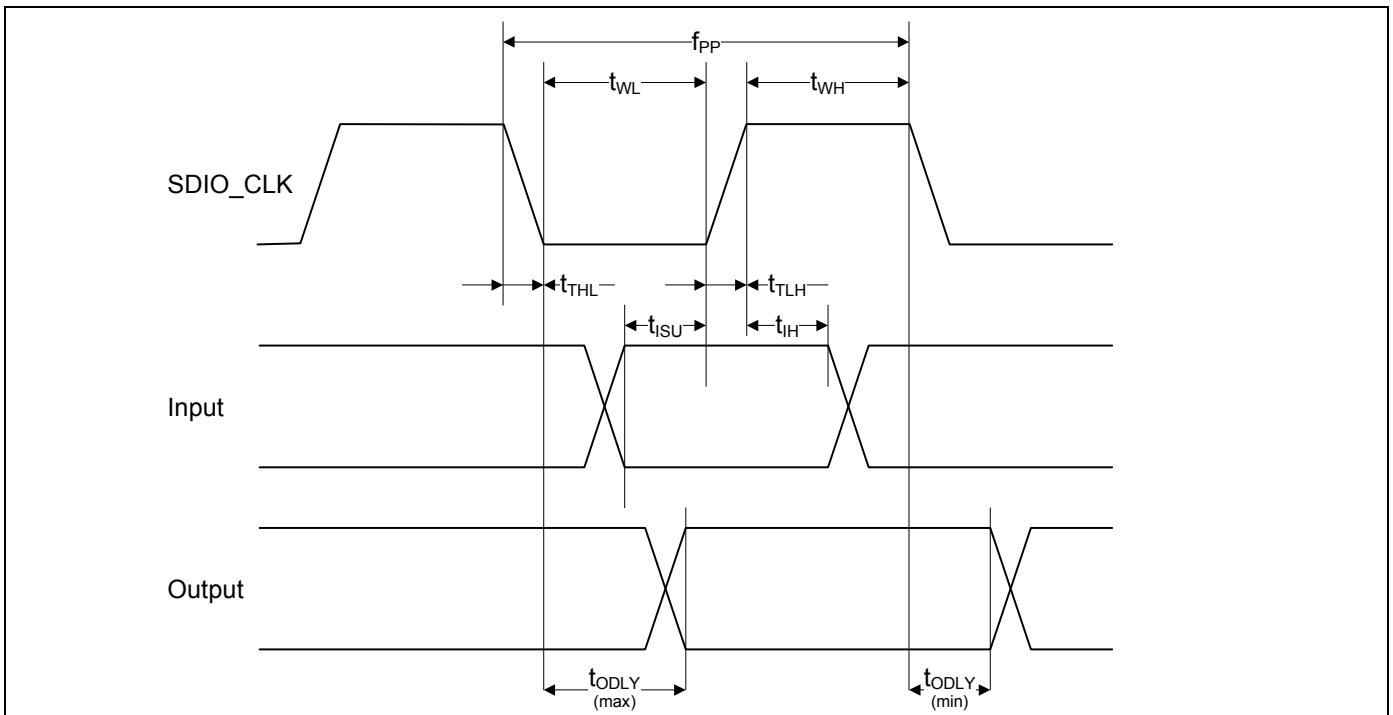 fPP
tWL
tWH
SDIO_CLK
tTHL
tTLH
tISU
tIH
Input
Output
tODLY
(max)
tODLY
(min)